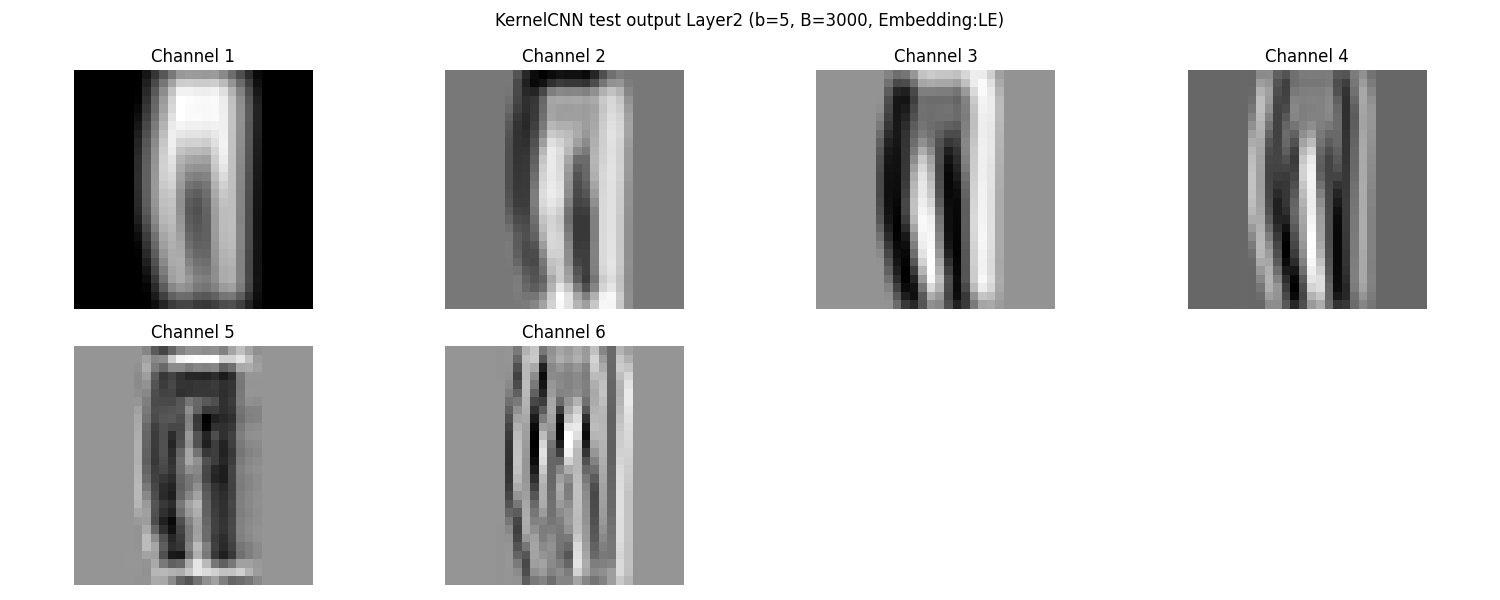 KernelCNN test output Layer2 (b=5, B=3000, Embedding:LE)
Channel 1
Channel 2
Channel 3
Channel 4
Channel 5
Channel 6